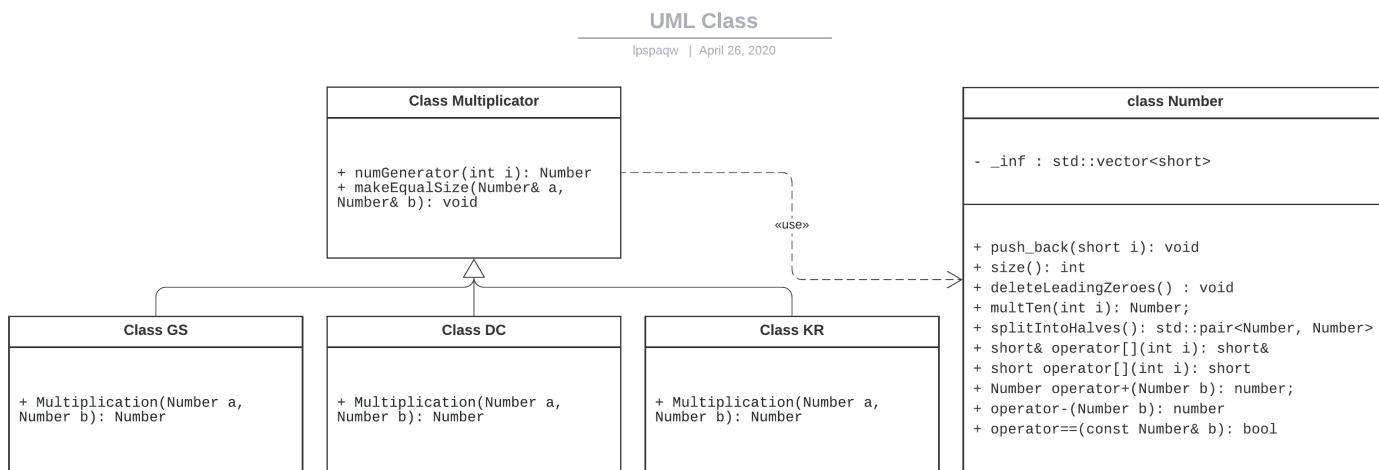 UML Class
lpspaqw | April 26, 2020
Class Multiplicator
+ numGenerator(int i): Number
+ makeEqualSize(Number& a,
Number& b): void
«use»
class Number
- _inf : std::vector<short>
+ push_back(short i): void
+ size(): int
+ deleteLeadingZeroes() : void
+ multTen(int i): Number;
+ splitIntoHalves(): std::pair<Number, Number>
+ short& operator[](int i): short&
+ short operator[](int i): short
+ Number operator+(Number b): number;
+ operator-(Number b): number
+ operator==(const Number& b): bool
Class GS
+ Multiplication(Number a,
Number b): Number
Class DC
+ Multiplication(Number a,
Number b): Number
Class KR
+ Multiplication(Number a,
Number b): Number